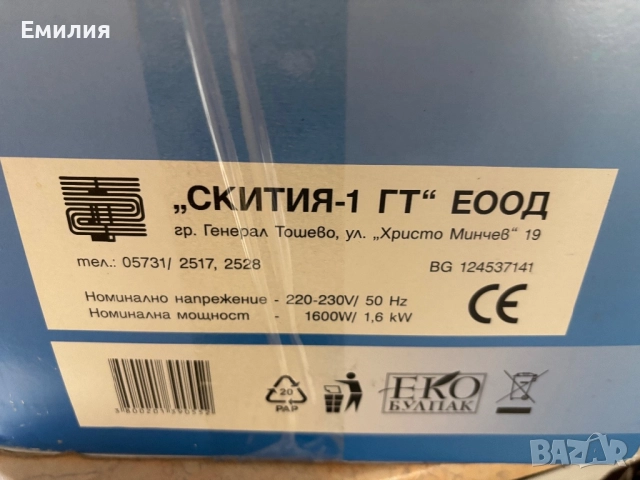 Емилия
„СКИТИЯ-1 ГТ“ ЕООД
гр. Генерал Тошево, ул. „Христо Минчев“ 19
тел.: 05731/ 2517, 2528
BG 124537141
Номинално напрежение - 220-230V/ 50 Hz
Номинална мощност - 1600W/ 1,6 kW
CE
20
PAP
ЕКО
БУЛПАК
BAZAR